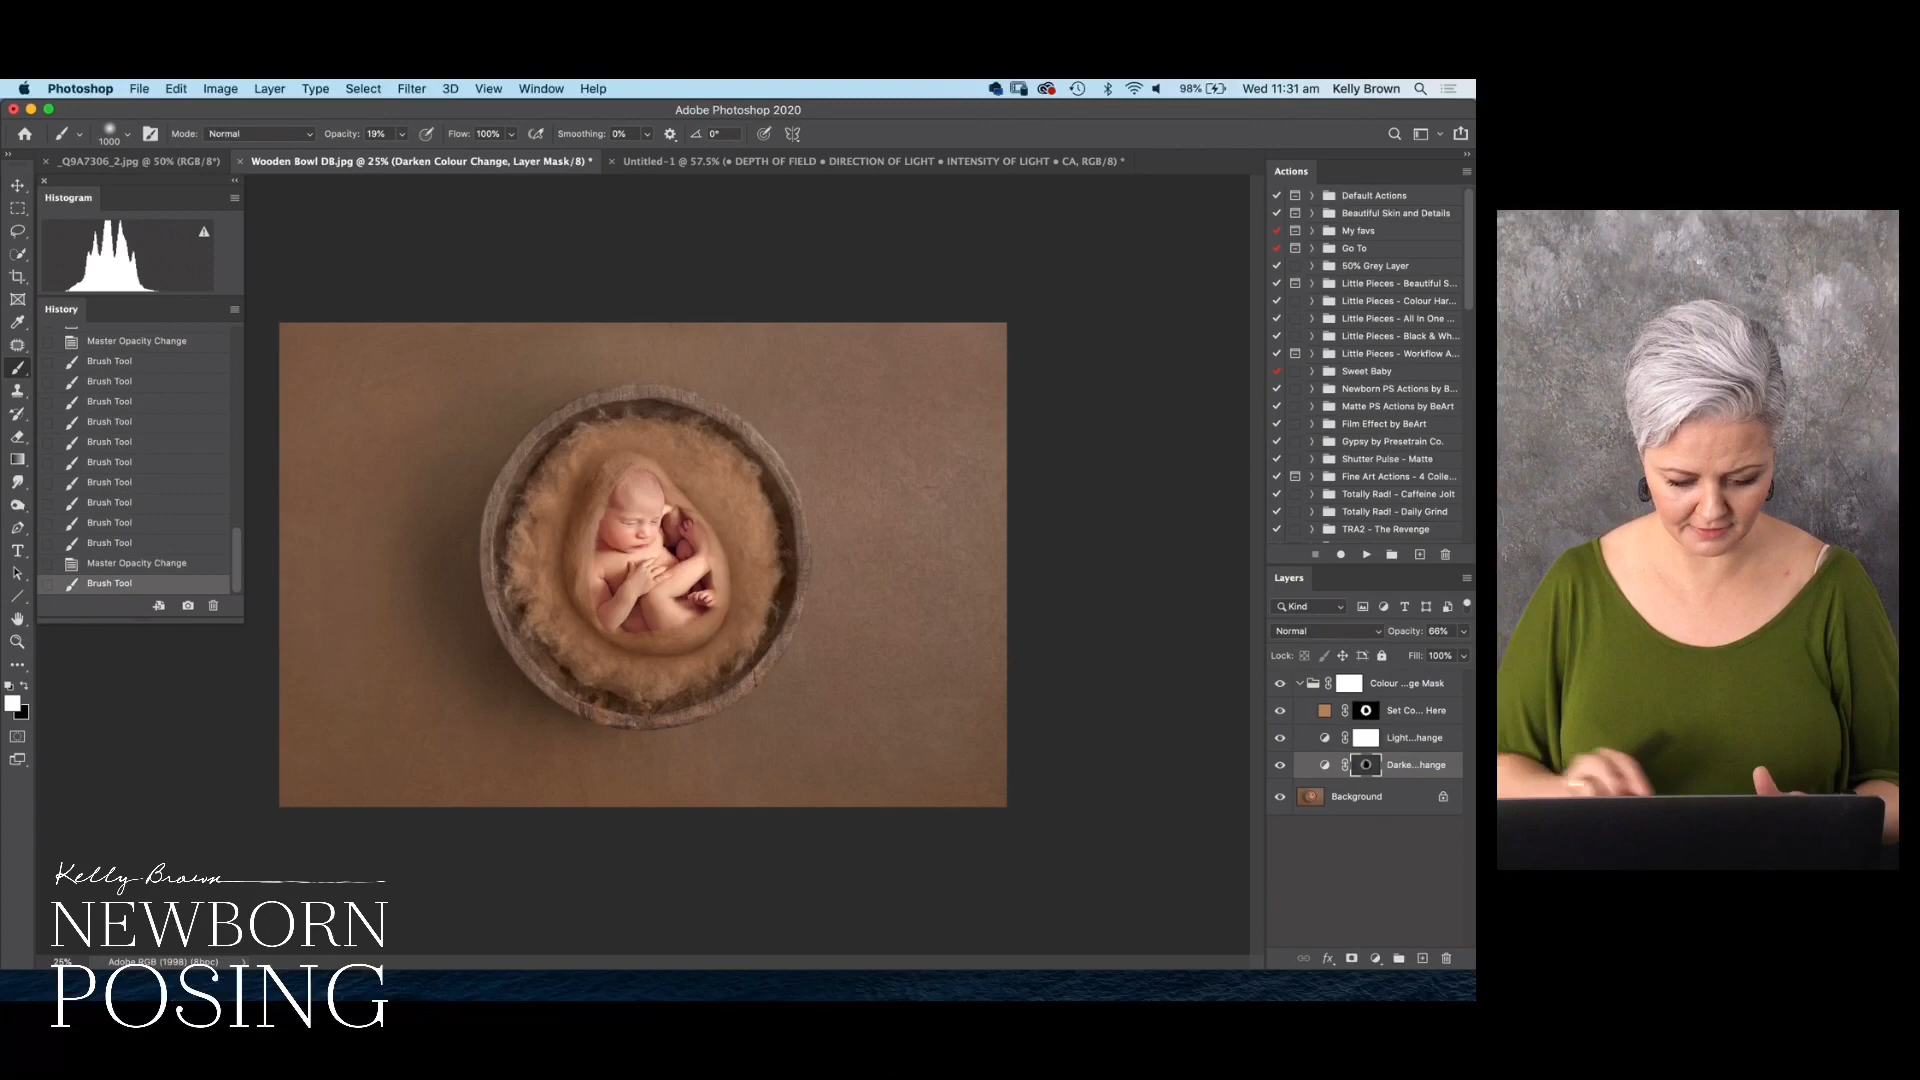 Photoshop File Edit Image Layer Type Select Filter 3D View Window Help 98% Wed 11:31 am Kelly Brown
Adobe Photoshop 2020
1000 Mode: Normal Opacity: 19% Flow: 100% Smoothing: 0% 0°
_Q9A7306_2.jpg @ 50% (RGB/8*) Wooden Bowl DB.jpg @ 25% (Darken Colour Change, Layer Mask/8) * Untitled-1 @ 57.5% (● DEPTH OF FIELD ● DIRECTION OF LIGHT ● INTENSITY OF LIGHT ● CA, RGB/8) *
Histogram
History
Master Opacity Change
Brush Tool
Brush Tool
Brush Tool
Brush Tool
Brush Tool
Brush Tool
Brush Tool
Brush Tool
Brush Tool
Brush Tool
Master Opacity Change
Brush Tool
Actions
Default Actions
Beautiful Skin and Details
My favs
Go To
50% Grey Layer
Little Pieces - Beautiful S...
Little Pieces - Colour Har...
Little Pieces - All In One ...
Little Pieces - Black & Wh...
Little Pieces - Workflow A...
Sweet Baby
Newborn PS Actions by B...
Matte PS Actions by BeArt
Film Effect by BeArt
Gypsy by Presetrain Co.
Shutter Pulse - Matte
Fine Art Actions - 4 Colle...
Totally Rad! - Caffeine Jolt
Totally Rad! - Daily Grind
TRA2 - The Revenge
Layers
Kind
Normal Opacity: 66%
Lock: Fill: 100%
Colour ...ge Mask
Set Co... Here
Light...hange
Darke...hange
Background
fx
25% Adobe RGB (1998) (8bpc)
Kelly Brown
NEWBORN
POSING